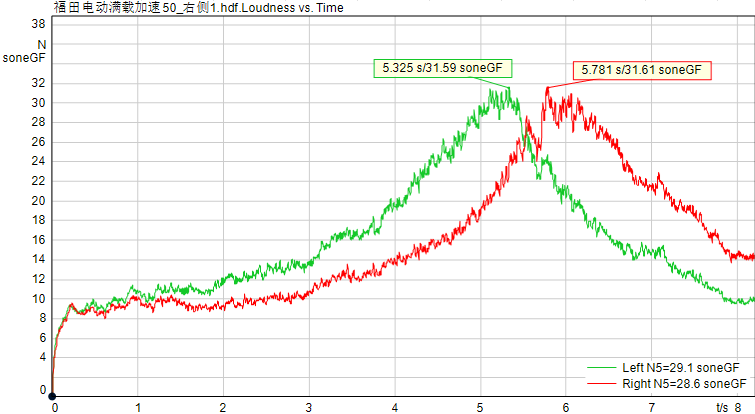 福田电动满载加速50_右侧1.hdf.Loudness vs. Time
38
N
soneGF
32
30
28
26
24
22
20
18
16
14
12
10
8
6
4
0
5.325 s/31.59 soneGF
5.781 s/31.61 soneGF
Left N5=29.1 soneGF
Right N5=28.6 soneGF
0 1 2 3 4 5 6 7 t/s 8